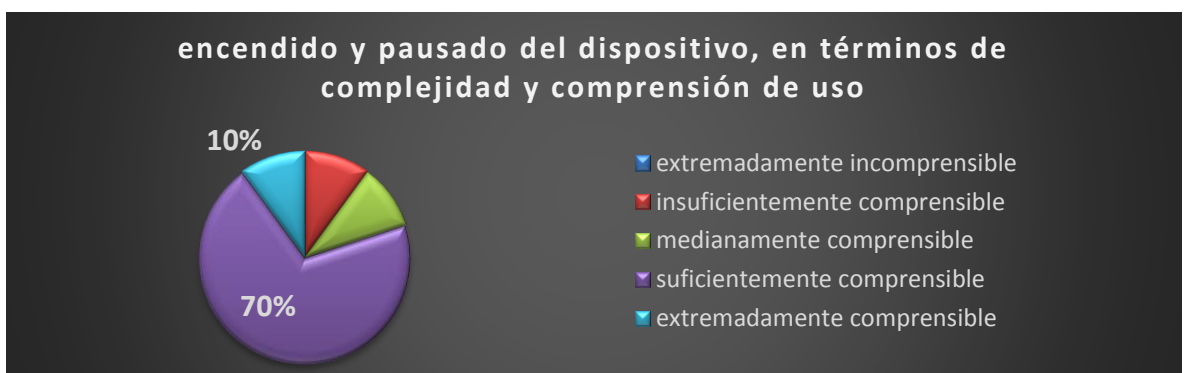 encendido y pausado del dispositivo, en términos de
complejidad y comprensión de uso
10%
70%
extremadamente incomprensible
insuficientemente comprensible
medianamente comprensible
suficientemente comprensible
extremadamente comprensible